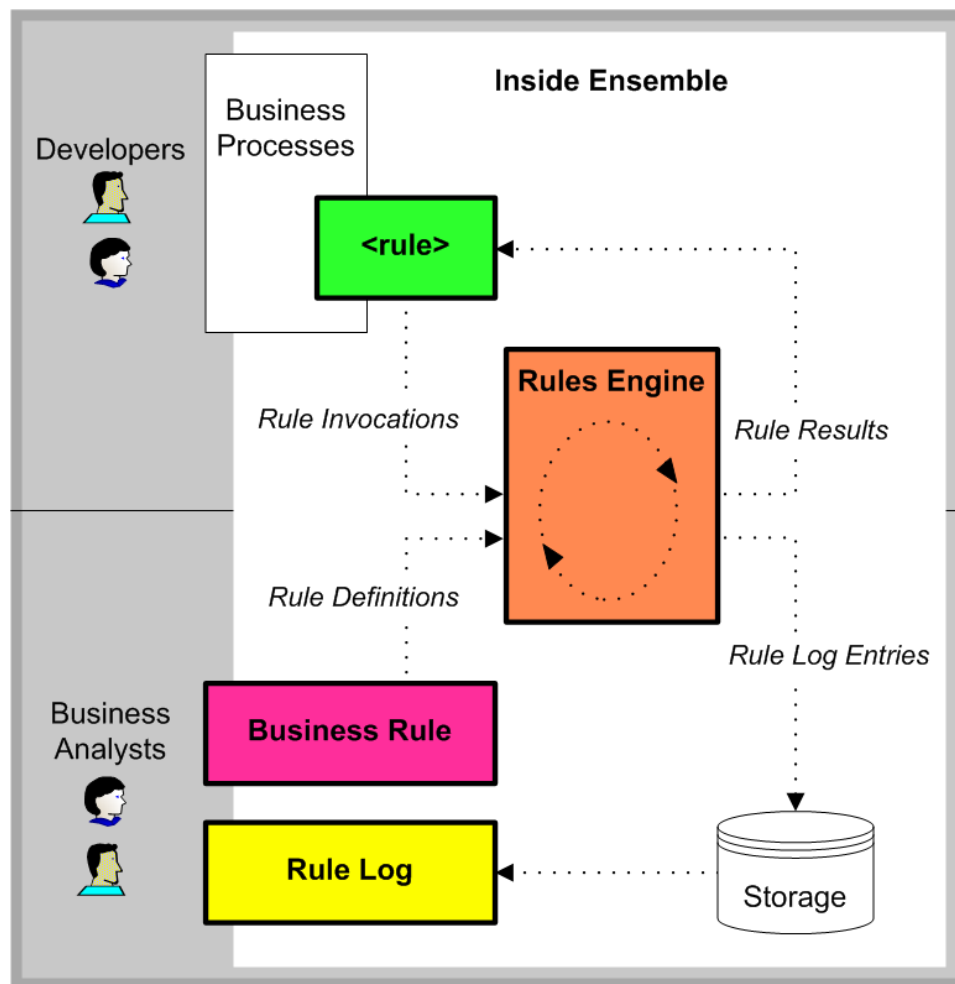 Inside Ensemble
Business
Processes
Developers
<rule>
Rules Engine
Rule Invocations
Rule Results
Rule Definitions
Rule Log Entries
Business
Analysts
Business Rule
Rule Log
Storage